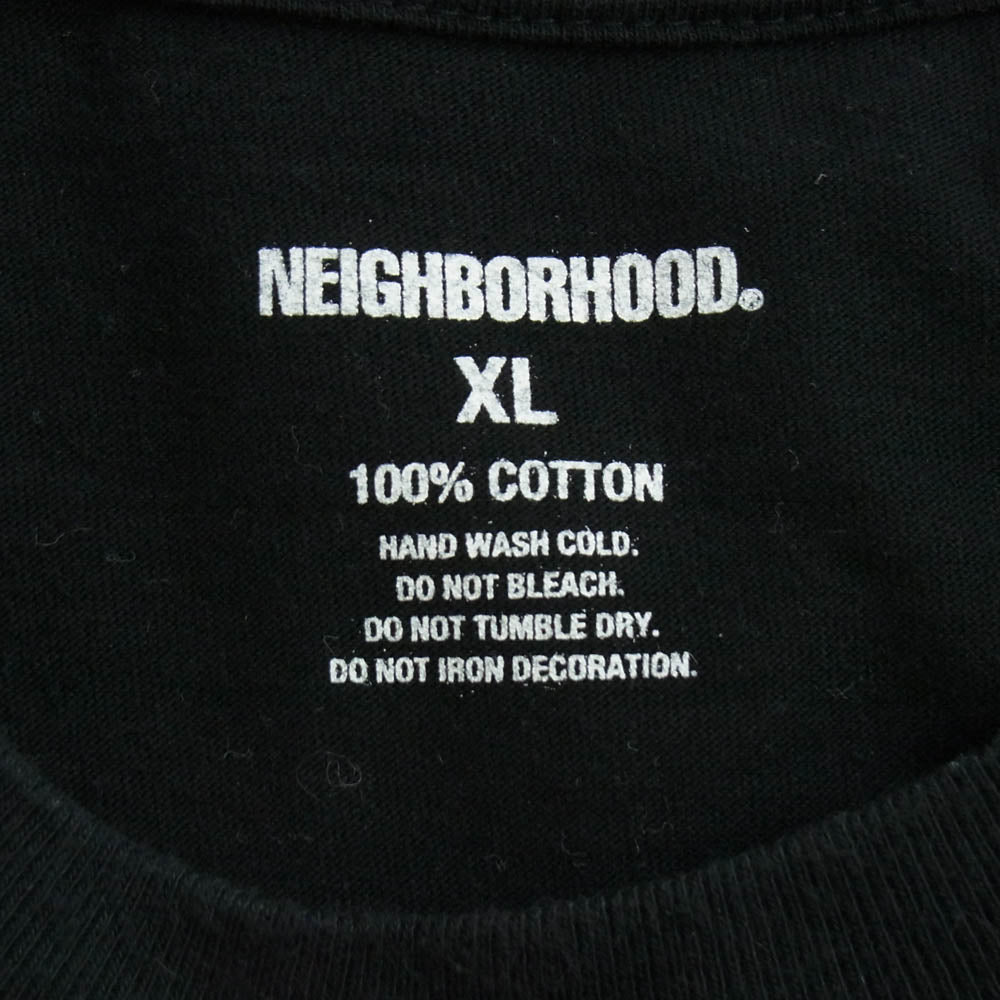 NEIGHBORHOOD.®
XL
100% COTTON
HAND WASH COLD.
DO NOT BLEACH.
DO NOT TUMBLE DRY.
DO NOT IRON DECORATION.